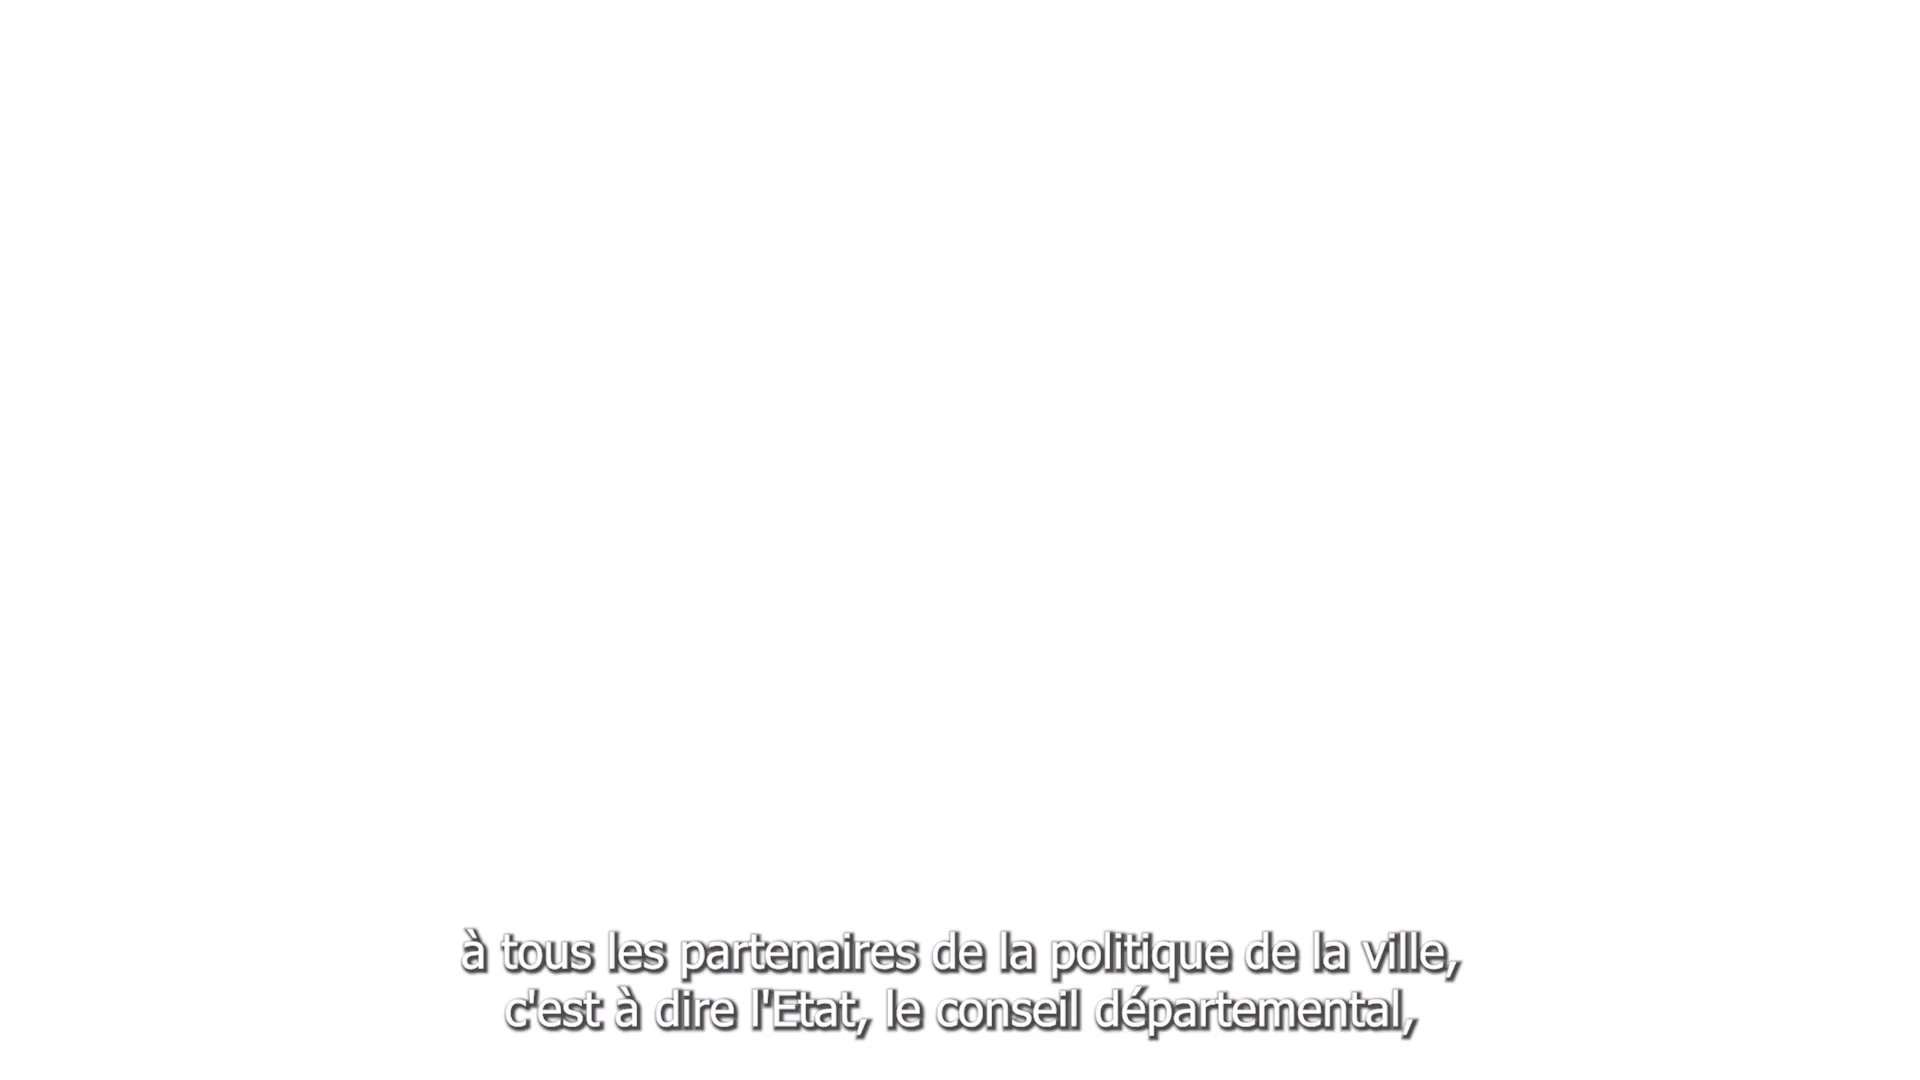 à tous les partenaires de la politique de la ville,
c'est à dire l'Etat, le conseil départemental,